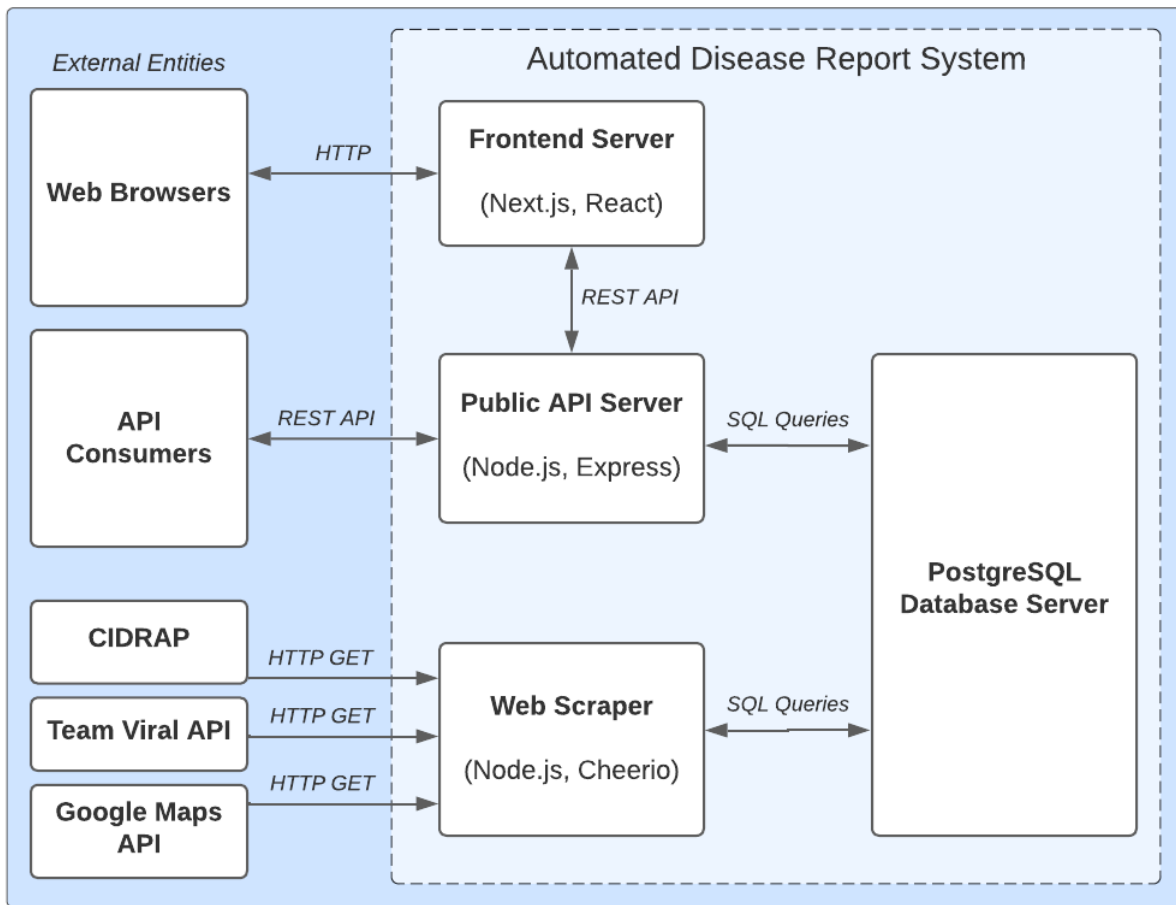 External Entities
Automated Disease Report System
Web Browsers
HTTP
Frontend Server
(Next.js, React)
REST API
API
Consumers
REST API
Public API Server
(Node.js, Express)
SQL Queries
PostgreSQL
Database Server
CIDRAP
HTTP GET
Team Viral API
HTTP GET
Google Maps
API
HTTP GET
Web Scraper
(Node.js, Cheerio)
SQL Queries